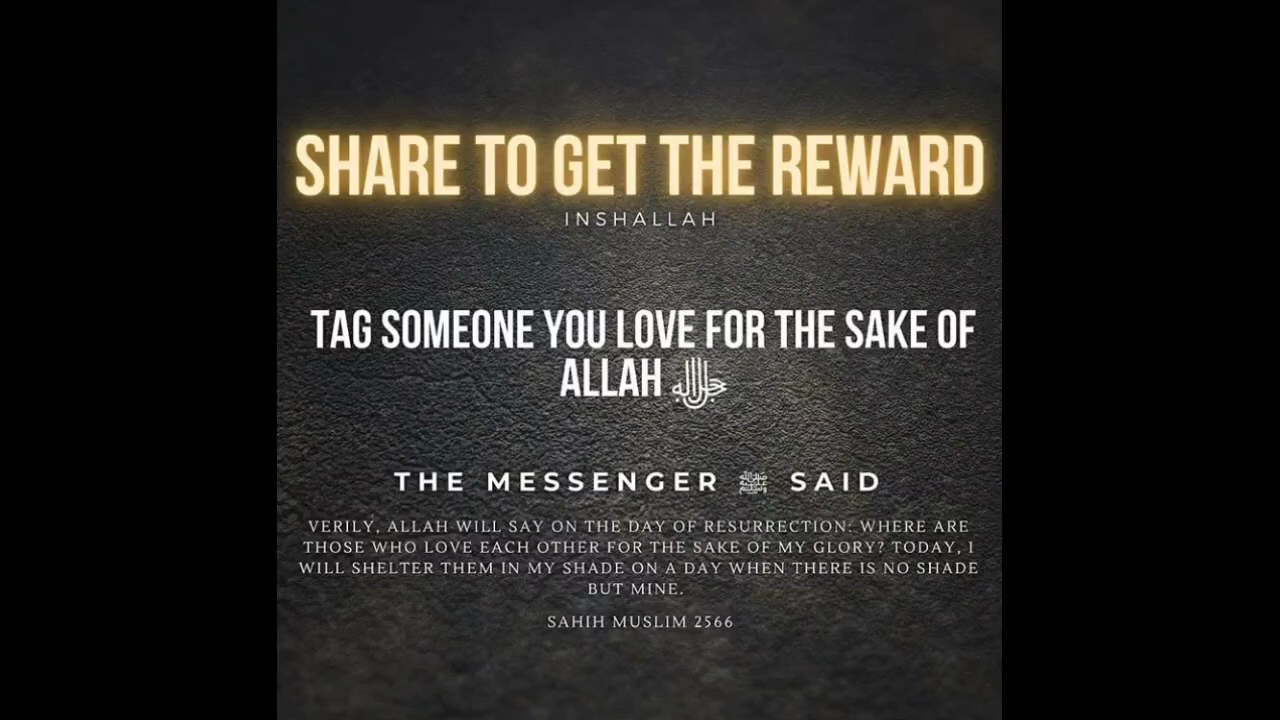 SHARE TO GET THE REWARD
INSHALLAH
TAG SOMEONE YOU LOVE FOR THE SAKE OF
ALLAH ﷻ
THE MESSENGER ﷺ SAID
VERILY, ALLAH WILL SAY ON THE DAY OF RESURRECTION: WHERE ARE
THOSE WHO LOVE EACH OTHER FOR THE SAKE OF MY GLORY? TODAY, I
WILL SHELTER THEM IN MY SHADE ON A DAY WHEN THERE IS NO SHADE
BUT MINE.
SAHIH MUSLIM 2566